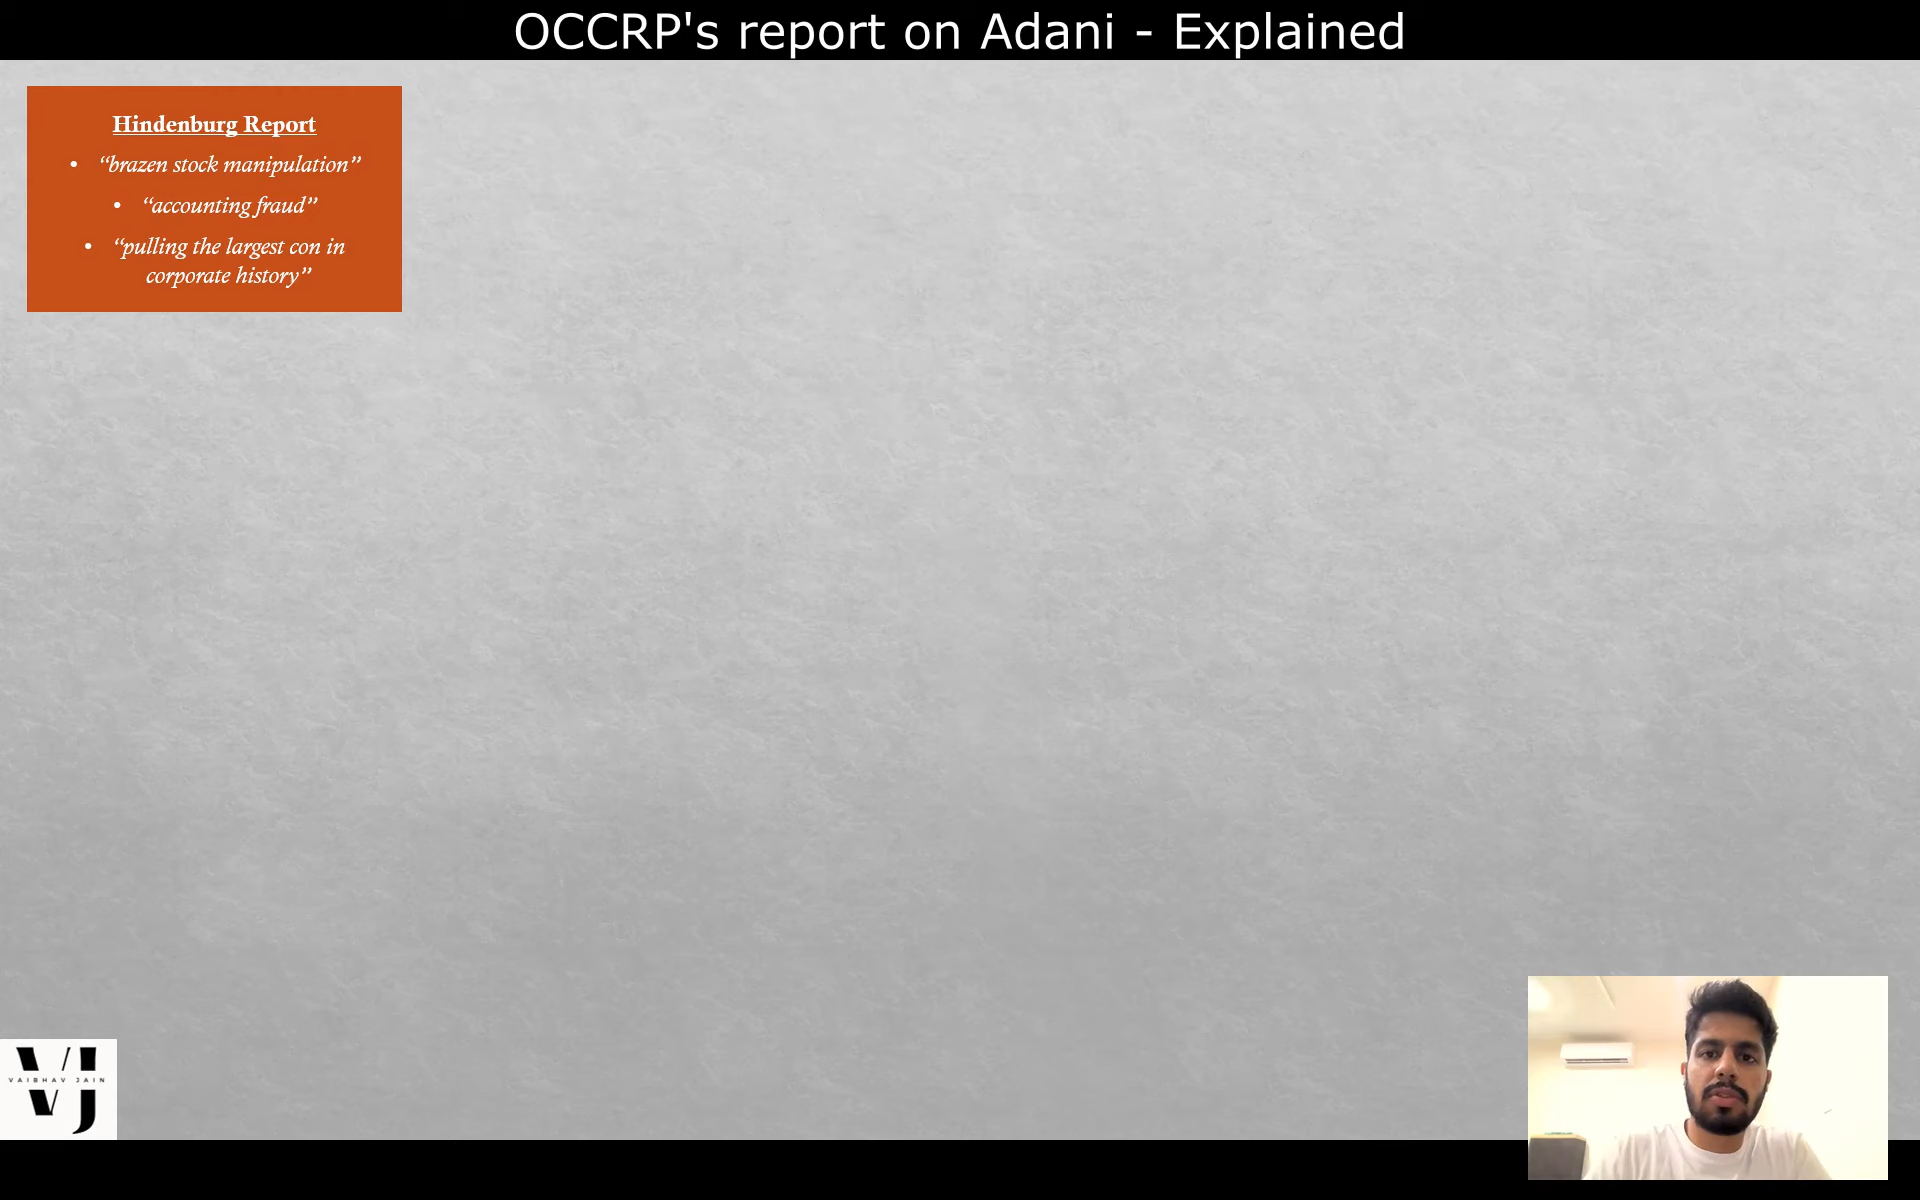 OCCRP's report on Adani - Explained
Hindenburg Report
• “brazen stock manipulation”
• “accounting fraud”
• “pulling the largest con in
corporate history”
VJ
VAIBHAV JAIN